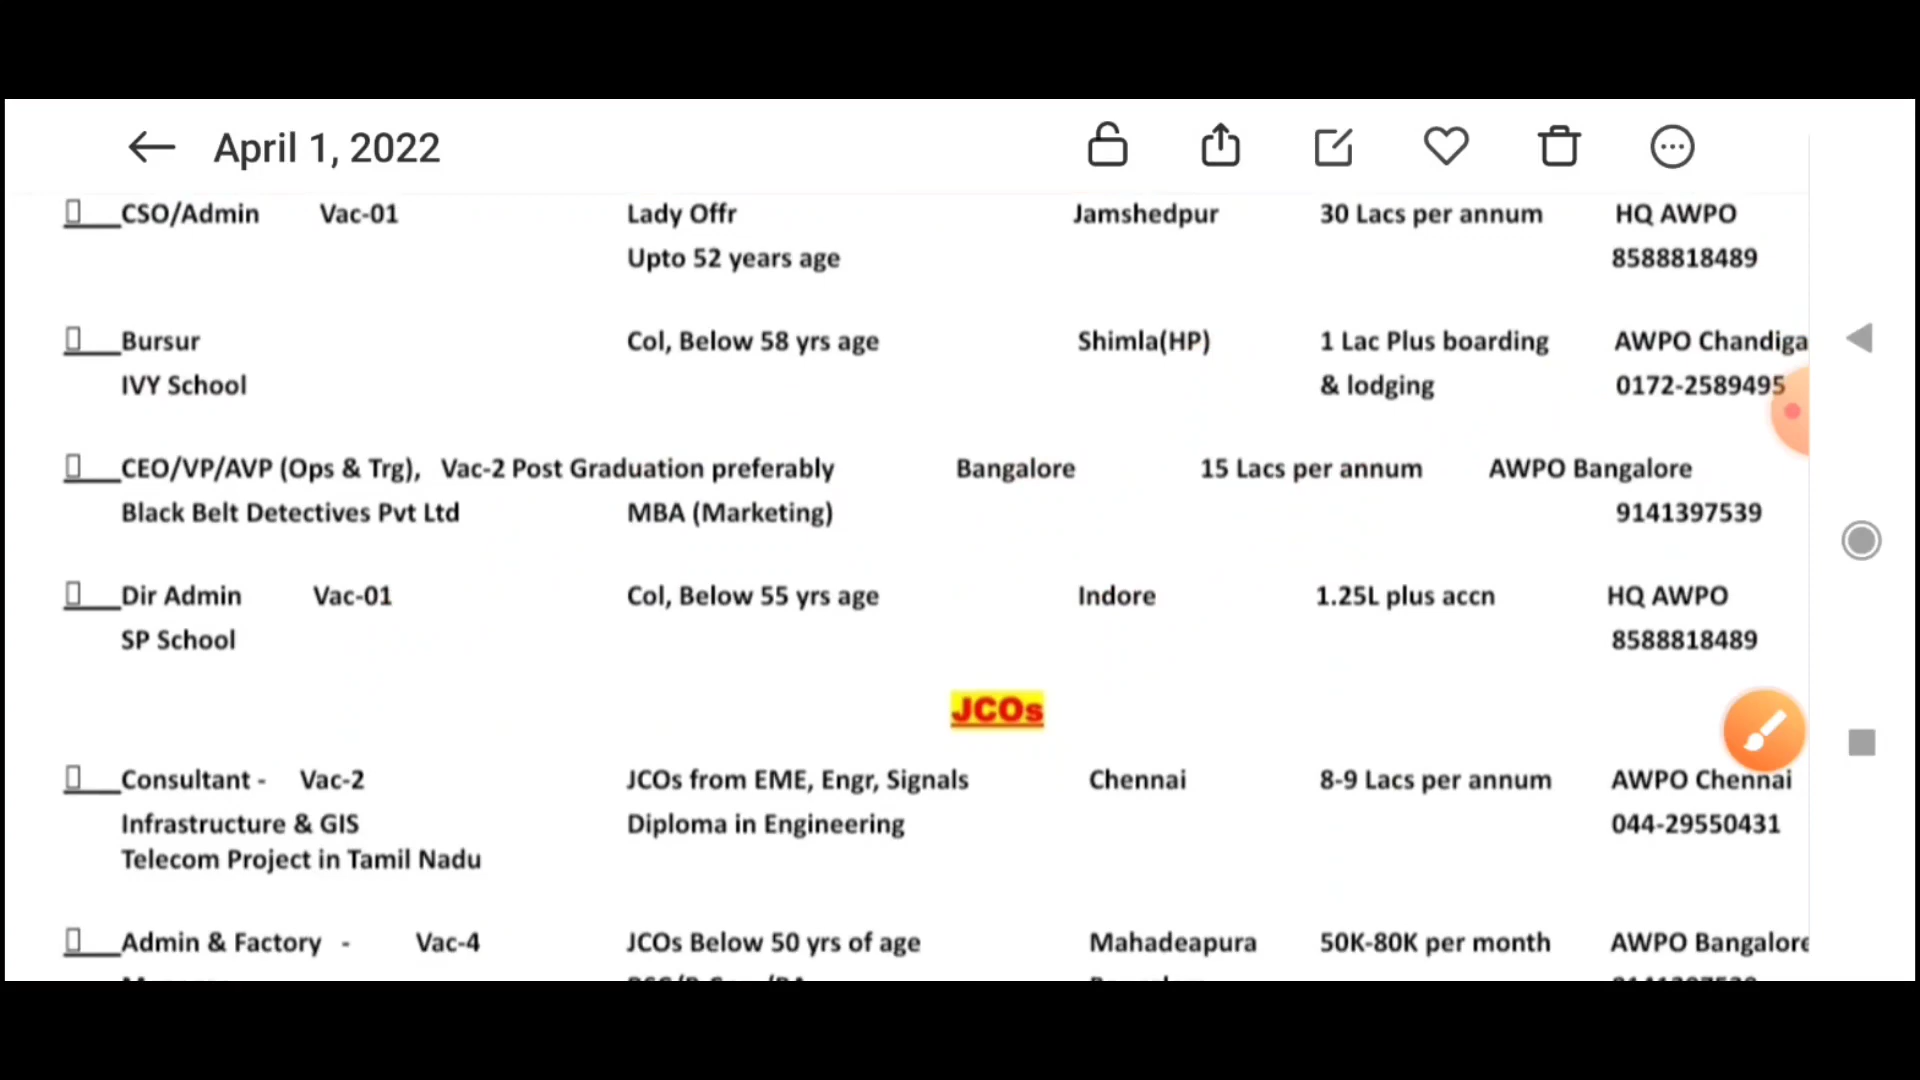 April 1, 2022
CSO/Admin Vac-01 Lady Offr Jamshedpur 30 Lacs per annum HQ AWPO
Upto 52 years age 8588818489
Bursur Col, Below 58 yrs age Shimla(HP) 1 Lac Plus boarding AWPO Chandiga
IVY School & lodging 0172-2589495
CEO/VP/AVP (Ops & Trg), Vac-2 Post Graduation preferably Bangalore 15 Lacs per annum AWPO Bangalore
Black Belt Detectives Pvt Ltd MBA (Marketing) 9141397539
Dir Admin Vac-01 Col, Below 55 yrs age Indore 1.25L plus accn HQ AWPO
SP School 8588818489
JCOs
Consultant - Vac-2 JCOs from EME, Engr, Signals Chennai 8-9 Lacs per annum AWPO Chennai
Infrastructure & GIS Diploma in Engineering 044-29550431
Telecom Project in Tamil Nadu
Admin & Factory - Vac-4 JCOs Below 50 yrs of age Mahadeapura 50K-80K per month AWPO Bangalore